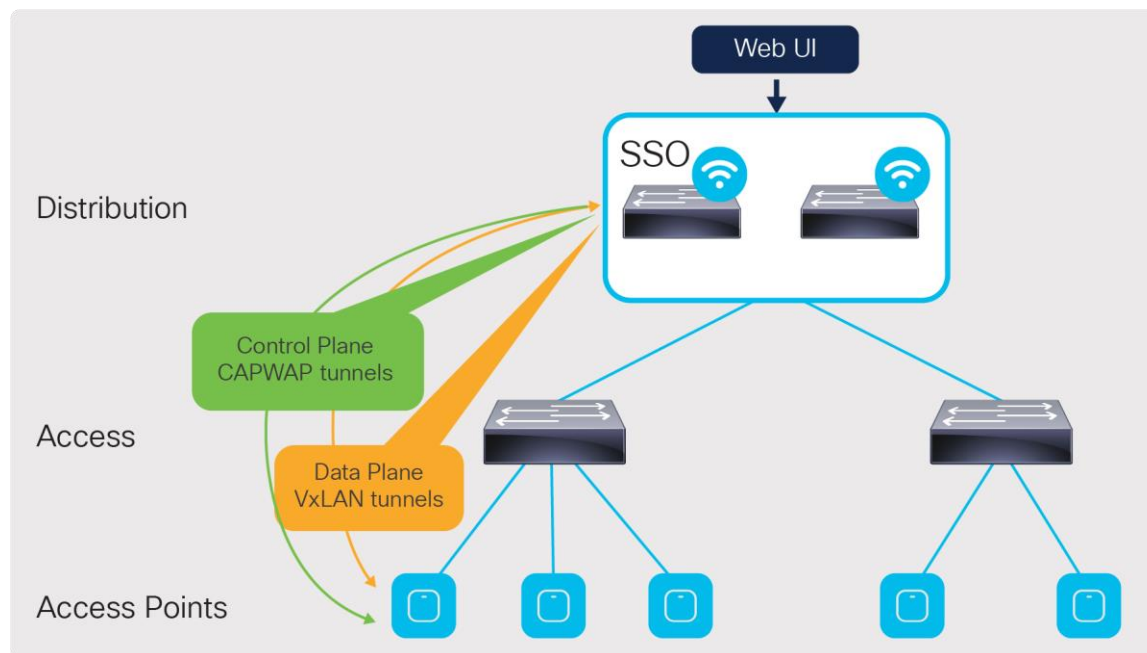 Web UI
SSO
Distribution
Control Plane
CAPWAP tunnels
Access
Data Plane
VxLAN tunnels
Access Points